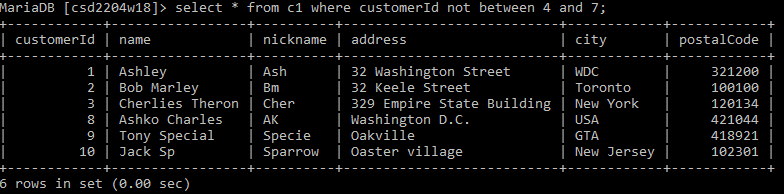 MariaDB [csd2204w18]> select * from c1 where customerId not between 4 and 7;
+------------+-----------------+----------+---------------------------+------------+------------+
| customerId | name            | nickname | address                   | city       | postalCode |
+------------+-----------------+----------+---------------------------+------------+------------+
|          1 | Ashley          | Ash      | 32 Washington Street      | WDC        |     321200 |
|          2 | Bob Marley      | Bm       | 32 Keele Street           | Toronto    |     100100 |
|          3 | Cherlies Theron | Cher     | 329 Empire State Building | New York   |     120134 |
|          8 | Ashko Charles   | AK       | Washington D.C.           | USA        |     421044 |
|          9 | Tony Special    | Specie   | Oakville                  | GTA        |     418921 |
|         10 | Jack Sp         | Sparrow  | Oaster village            | New Jersey |     102301 |
+------------+-----------------+----------+---------------------------+------------+------------+
6 rows in set (0.00 sec)